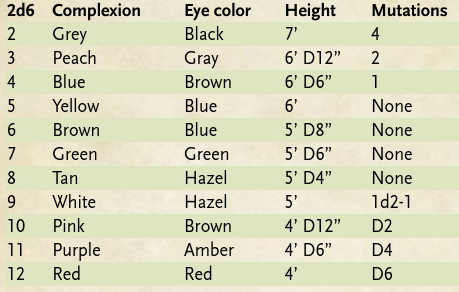 2d6 Complexion Eye color Height Mutations
2 Grey Black 7’ 4
3 Peach Gray 6’ D12” 2
4 Blue Brown 6’ D6” 1
5 Yellow Blue 6’ None
6 Brown Blue 5’ D8” None
7 Green Green 5’ D6” None
8 Tan Hazel 5’ D4” None
9 White Hazel 5’ 1d2-1
10 Pink Brown 4’ D12” D2
11 Purple Amber 4’ D6” D4
12 Red Red 4’ D6